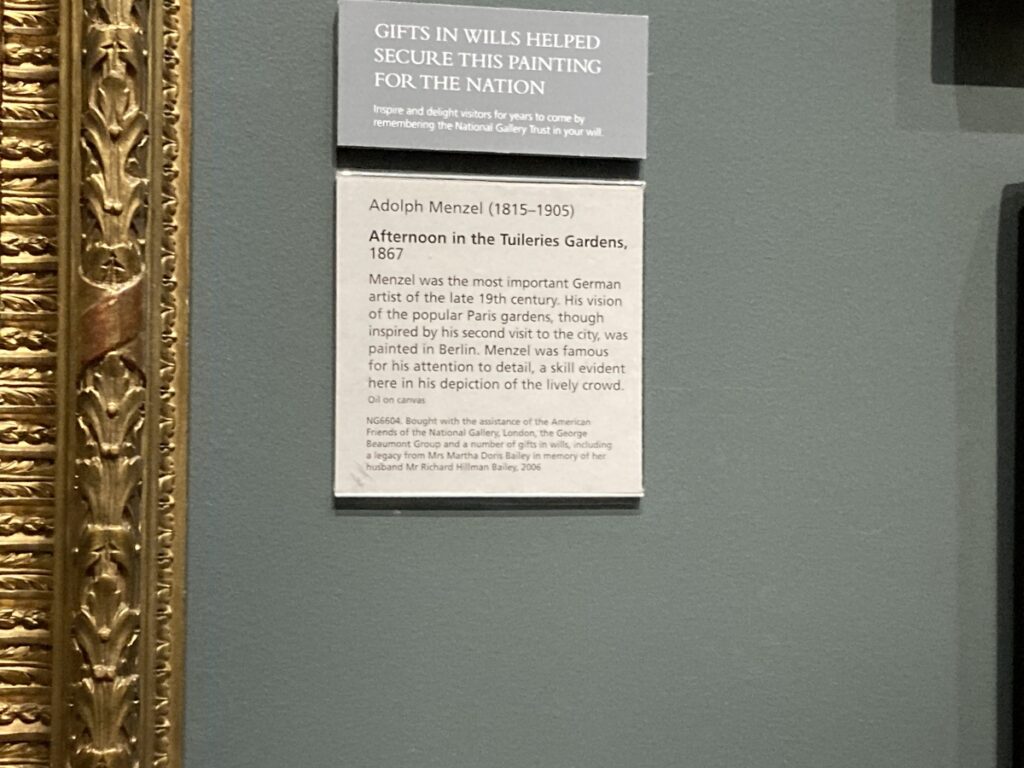 GIFTS IN WILLS HELPED
SECURE THIS PAINTING
FOR THE NATION
Inspire and delight visitors for years to come by
remembering the National Gallery Trust in your will.
Adolph Menzel (1815–1905)
Afternoon in the Tuileries Gardens,
1867
Menzel was the most important German
artist of the late 19th century. His vision
of the popular Paris gardens, though
inspired by his second visit to the city, was
painted in Berlin. Menzel was famous
for his attention to detail, a skill evident
here in his depiction of the lively crowd.
Oil on canvas
NG6604. Bought with the assistance of the American
Friends of the National Gallery, London, the George
Beaumont Group and a number of gifts in wills, including
a legacy from Mrs Martha Doris Bailey in memory of her
husband Mr Richard Hillman Bailey, 2006